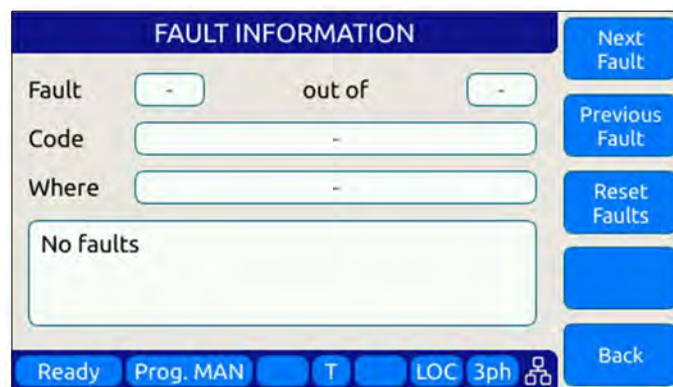 FAULT INFORMATION
Fault - out of -
Code -
Where -
No faults
Next
Fault
Previous
Fault
Reset
Faults
Back
Ready Prog. MAN T LOC 3ph